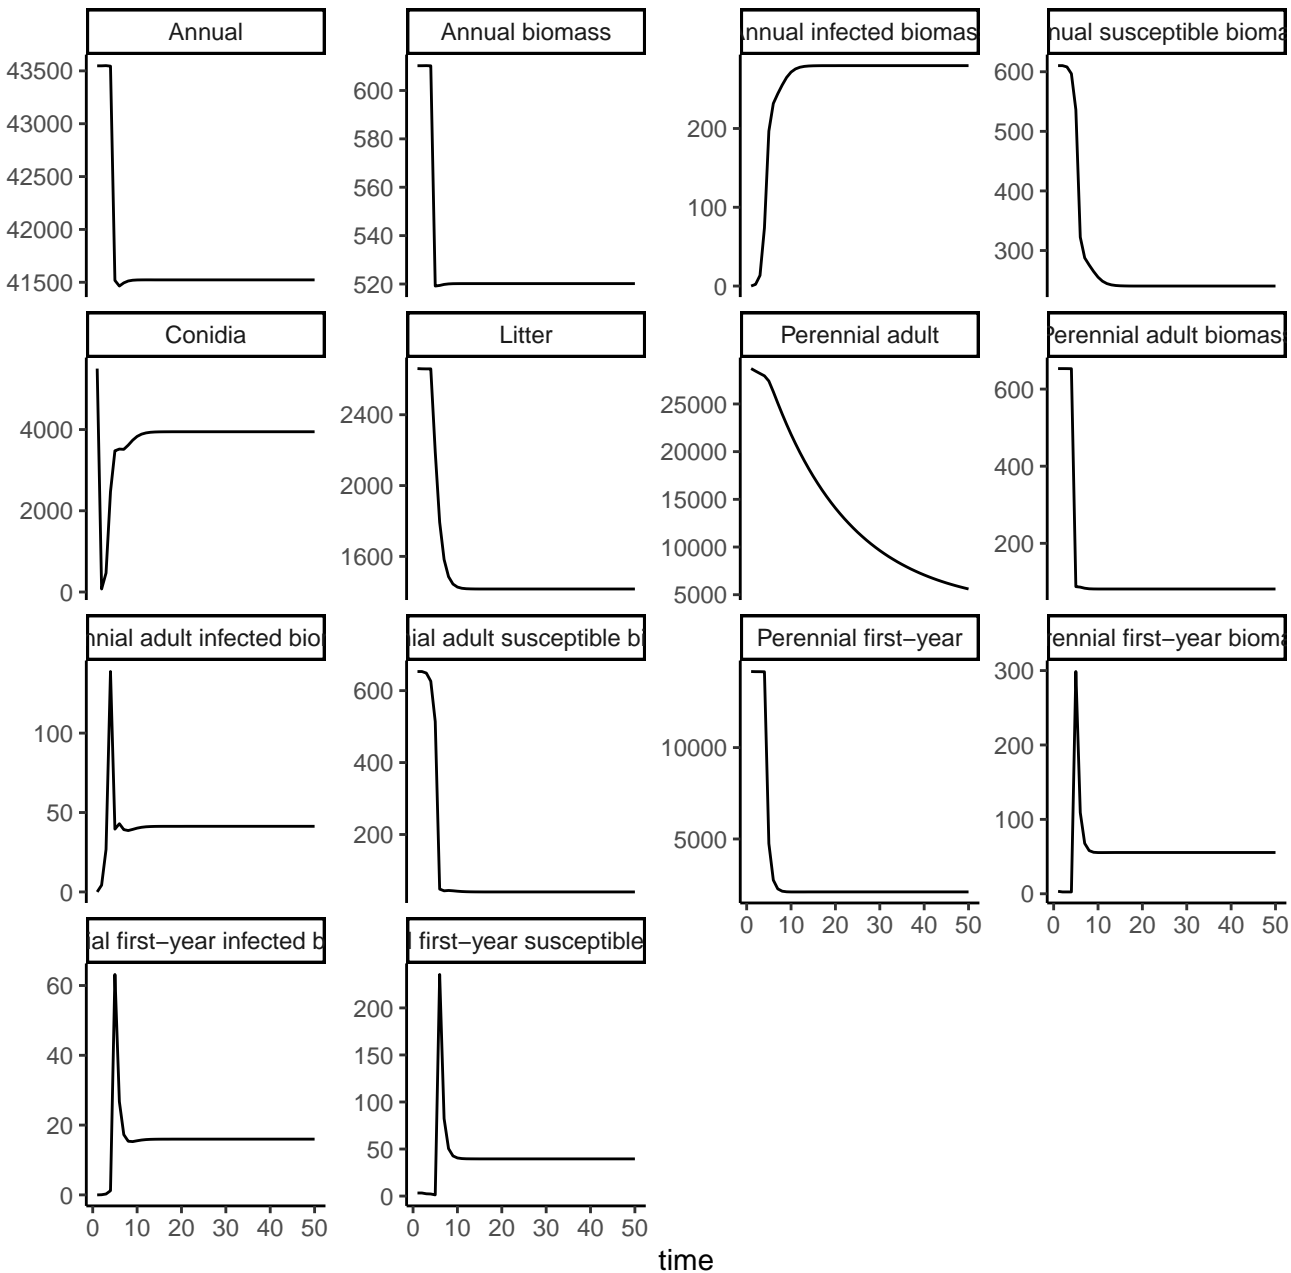 Annual
Annual biomass
nnual infected biomas
nual susceptible bioma
43500
43000
42500
42000
41500
600
580
560
540
520
200
100
0
600
500
400
300
Conidia
Litter
Perennial adult
Perennial adult biomas
4000
2000
0
2400
2000
1600
25000
20000
15000
10000
5000
600
400
200
nnial adult infected bio
ial adult susceptible bi
Perennial first−year
rennial first−year bioma
100
50
0
600
400
200
10000
5000
300
200
100
0
0 10 20 30 40 50
0 10 20 30 40 50
ial first−year infected b
l first−year susceptible
60
40
20
0
200
150
100
50
0
0 10 20 30 40 50
0 10 20 30 40 50
time